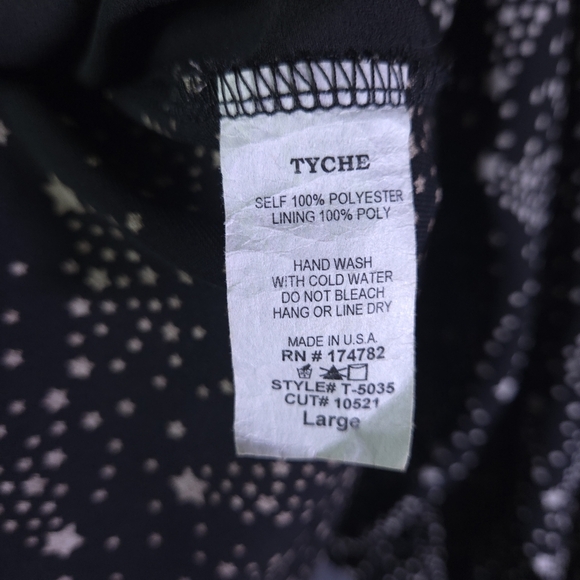 TYCHE
SELF 100% POLYESTER
LINING 100% POLY
HAND WASH
WITH COLD WATER
DO NOT BLEACH
HANG OR LINE DRY
MADE IN U.S.A.
RN # 174782
STYLE# T-5035
CUT# 10521
Large